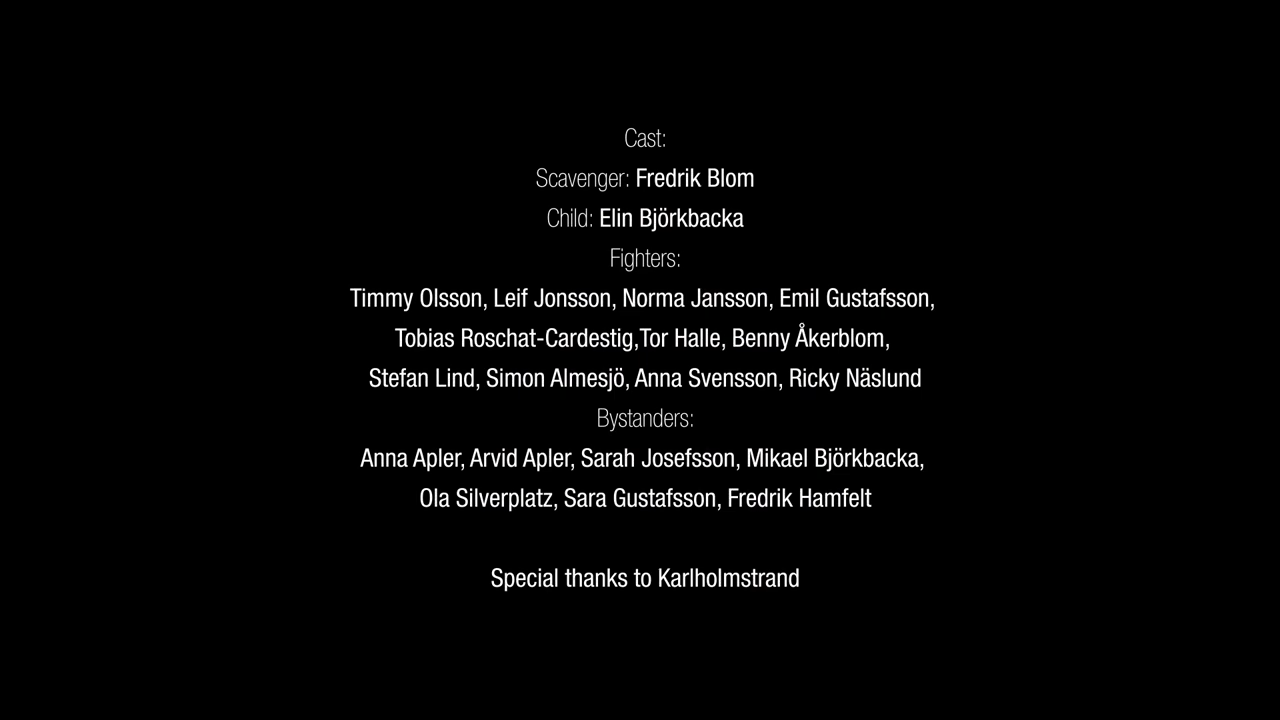 Cast:
Scavenger: Fredrik Blom
Child: Elin Björkbacka
Fighters:
Timmy Olsson, Leif Jonsson, Norma Jansson, Emil Gustafsson,
Tobias Roschat-Cardestig,Tor Halle, Benny Åkerblom,
Stefan Lind, Simon Almesjö, Anna Svensson, Ricky Näslund
Bystanders:
Anna Apler, Arvid Apler, Sarah Josefsson, Mikael Björkbacka,
Ola Silverplatz, Sara Gustafsson, Fredrik Hamfelt
Special thanks to Karlholmstrand